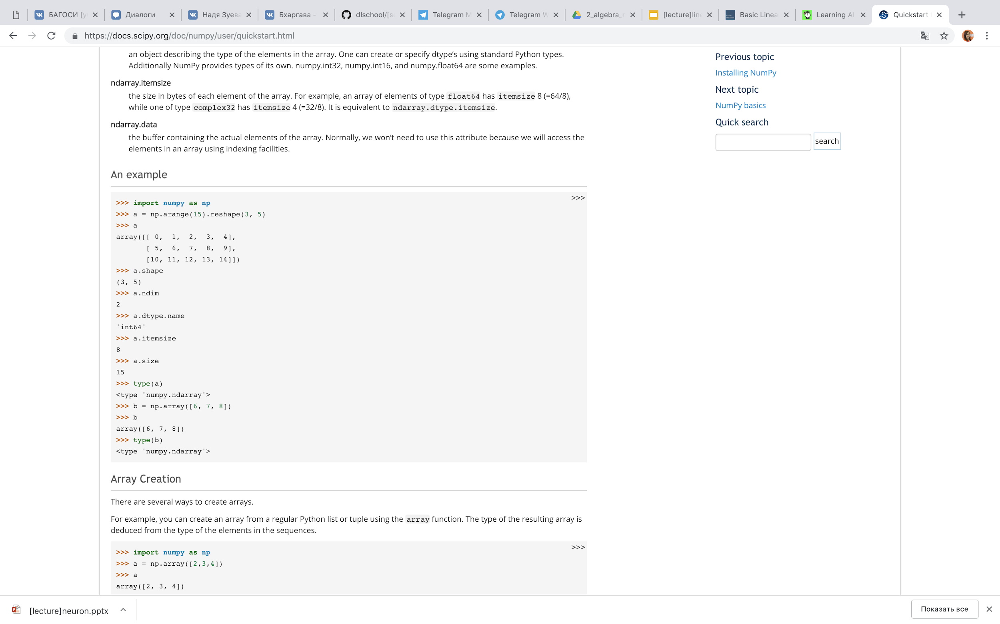 БАГОСИ [у
Диалоги
Надя Зуева
Бхаргава -
dlschool/[s
Telegram M
Telegram W
2_algebra_
[lecture]line
Basic Linea
Learning Al
Quickstart
https://docs.scipy.org/doc/numpy/user/quickstart.html
an object describing the type of the elements in the array. One can create or specify dtype’s using standard Python types.
Additionally NumPy provides types of its own. numpy.int32, numpy.int16, and numpy.float64 are some examples.
ndarray.itemsize
the size in bytes of each element of the array. For example, an array of elements of type float64 has itemsize 8 (=64/8),
while one of type complex32 has itemsize 4 (=32/8). It is equivalent to ndarray.dtype.itemsize.
ndarray.data
the buffer containing the actual elements of the array. Normally, we won’t need to use this attribute because we will access the
elements in an array using indexing facilities.
An example
>>>
>>> import numpy as np
>>> a = np.arange(15).reshape(3, 5)
>>> a
array([[ 0,  1,  2,  3,  4],
       [ 5,  6,  7,  8,  9],
       [10, 11, 12, 13, 14]])
>>> a.shape
(3, 5)
>>> a.ndim
2
>>> a.dtype.name
'int64'
>>> a.itemsize
8
>>> a.size
15
>>> type(a)
<type 'numpy.ndarray'>
>>> b = np.array([6, 7, 8])
>>> b
array([6, 7, 8])
>>> type(b)
<type 'numpy.ndarray'>
Array Creation
There are several ways to create arrays.
For example, you can create an array from a regular Python list or tuple using the array function. The type of the resulting array is
deduced from the type of the elements in the sequences.
>>>
>>> import numpy as np
>>> a = np.array([2,3,4])
>>> a
array([2, 3, 4])
Previous topic
Installing NumPy
Next topic
NumPy basics
Quick search
search
[lecture]neuron.pptx
Показать все